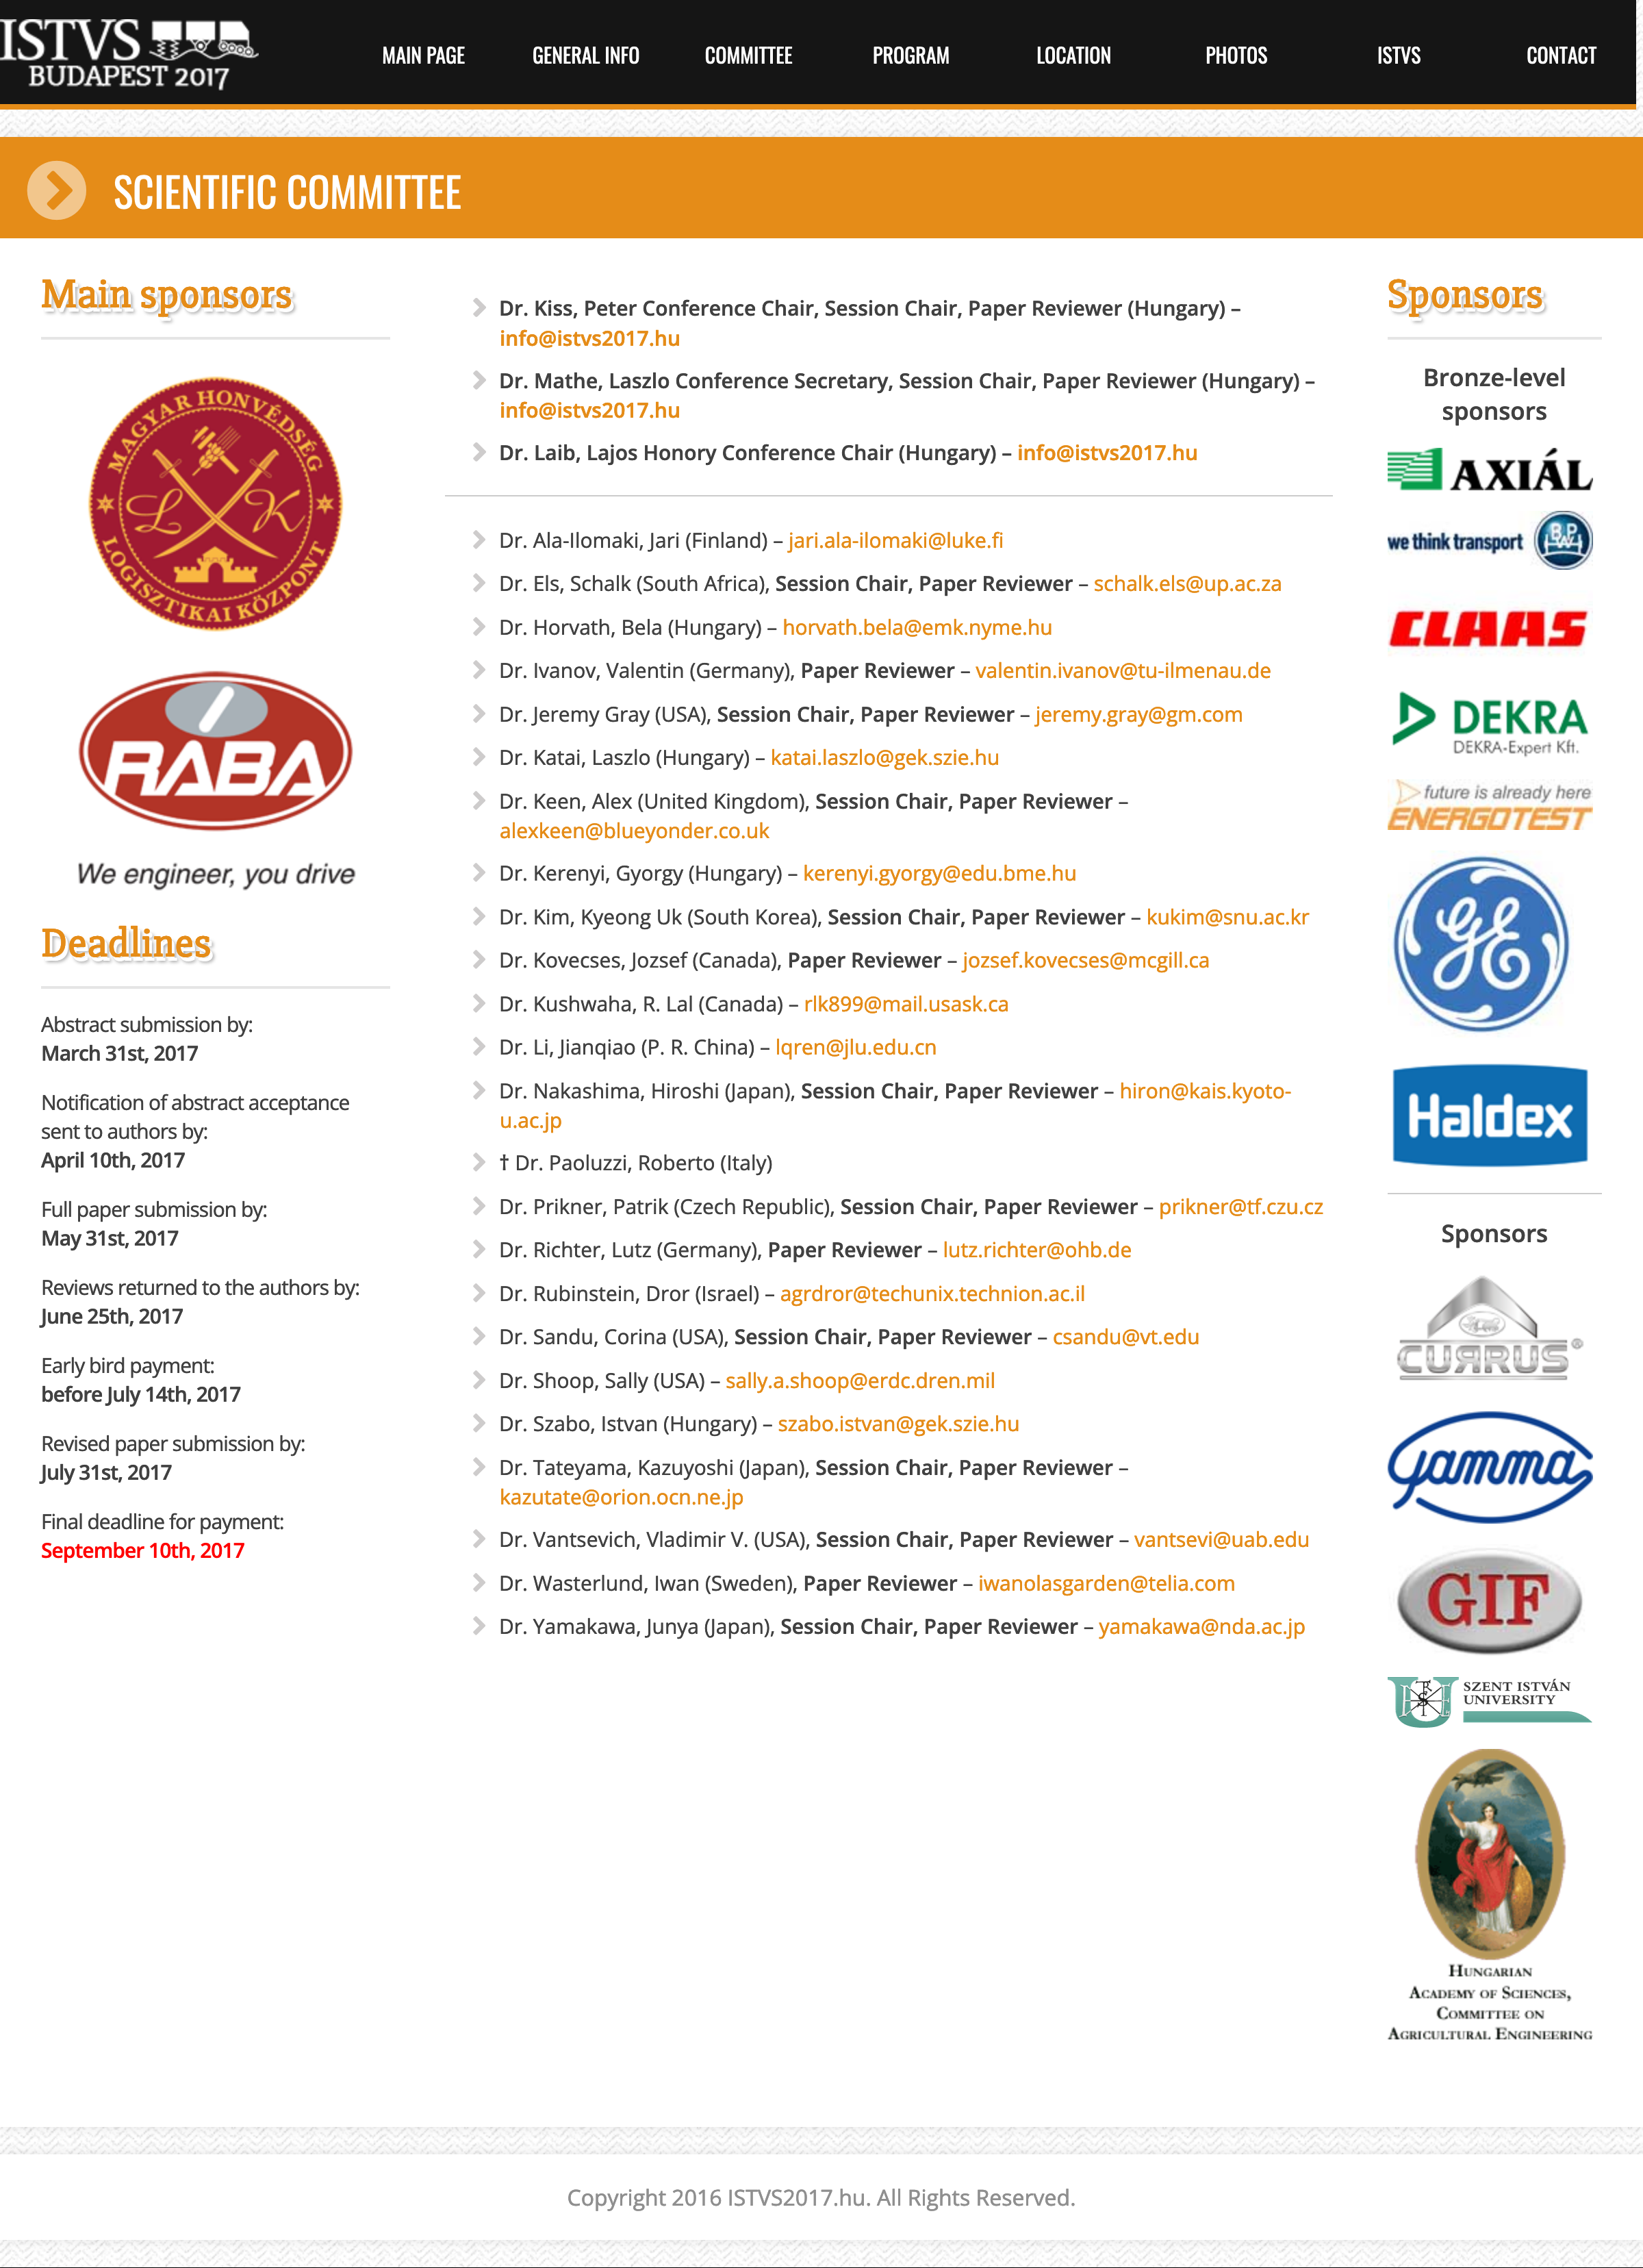 ISTVS
BUDAPEST 2017
MAIN PAGE
GENERAL INFO
COMMITTEE
PROGRAM
LOCATION
PHOTOS
ISTVS
CONTACT
SCIENTIFIC COMMITTEE
Main sponsors
MAGYAR HONVÉDSÉG
L K
LOGISZTIKAI KÖZPONT
RABA
We engineer, you drive
Deadlines
Abstract submission by:
March 31st, 2017
Notification of abstract acceptance
sent to authors by:
April 10th, 2017
Full paper submission by:
May 31st, 2017
Reviews returned to the authors by:
June 25th, 2017
Early bird payment:
before July 14th, 2017
Revised paper submission by:
July 31st, 2017
Final deadline for payment:
September 10th, 2017
Dr. Kiss, Peter Conference Chair, Session Chair, Paper Reviewer (Hungary) –
info@istvs2017.hu
Dr. Mathe, Laszlo Conference Secretary, Session Chair, Paper Reviewer (Hungary) –
info@istvs2017.hu
Dr. Laib, Lajos Honory Conference Chair (Hungary) – info@istvs2017.hu
Dr. Ala-Ilomaki, Jari (Finland) – jari.ala-ilomaki@luke.fi
Dr. Els, Schalk (South Africa), Session Chair, Paper Reviewer – schalk.els@up.ac.za
Dr. Horvath, Bela (Hungary) – horvath.bela@emk.nyme.hu
Dr. Ivanov, Valentin (Germany), Paper Reviewer – valentin.ivanov@tu-ilmenau.de
Dr. Jeremy Gray (USA), Session Chair, Paper Reviewer – jeremy.gray@gm.com
Dr. Katai, Laszlo (Hungary) – katai.laszlo@gek.szie.hu
Dr. Keen, Alex (United Kingdom), Session Chair, Paper Reviewer –
alexkeen@blueyonder.co.uk
Dr. Kerenyi, Gyorgy (Hungary) – kerenyi.gyorgy@edu.bme.hu
Dr. Kim, Kyeong Uk (South Korea), Session Chair, Paper Reviewer – kukim@snu.ac.kr
Dr. Kovecses, Jozsef (Canada), Paper Reviewer – jozsef.kovecses@mcgill.ca
Dr. Kushwaha, R. Lal (Canada) – rlk899@mail.usask.ca
Dr. Li, Jianqiao (P. R. China) – lqren@jlu.edu.cn
Dr. Nakashima, Hiroshi (Japan), Session Chair, Paper Reviewer – hiron@kais.kyoto-
u.ac.jp
† Dr. Paoluzzi, Roberto (Italy)
Dr. Prikner, Patrik (Czech Republic), Session Chair, Paper Reviewer – prikner@tf.czu.cz
Dr. Richter, Lutz (Germany), Paper Reviewer – lutz.richter@ohb.de
Dr. Rubinstein, Dror (Israel) – agrdror@techunix.technion.ac.il
Dr. Sandu, Corina (USA), Session Chair, Paper Reviewer – csandu@vt.edu
Dr. Shoop, Sally (USA) – sally.a.shoop@erdc.dren.mil
Dr. Szabo, Istvan (Hungary) – szabo.istvan@gek.szie.hu
Dr. Tateyama, Kazuyoshi (Japan), Session Chair, Paper Reviewer –
kazutate@orion.ocn.ne.jp
Dr. Vantsevich, Vladimir V. (USA), Session Chair, Paper Reviewer – vantsevi@uab.edu
Dr. Wasterlund, Iwan (Sweden), Paper Reviewer – iwanolasgarden@telia.com
Dr. Yamakawa, Junya (Japan), Session Chair, Paper Reviewer – yamakawa@nda.ac.jp
Sponsors
Bronze-level
sponsors
AXIÁL
we think transport BPW
CLAAS
DEKRA
DEKRA-Expert Kft.
future is already here
ENERGOTEST
GE
Haldex
Sponsors
CURRUS®
gamma
GIF
SZENT ISTVÁN
UNIVERSITY
HUNGARIAN
ACADEMY OF SCIENCES,
COMMITTEE ON
AGRICULTURAL ENGINEERING
Copyright 2016 ISTVS2017.hu. All Rights Reserved.